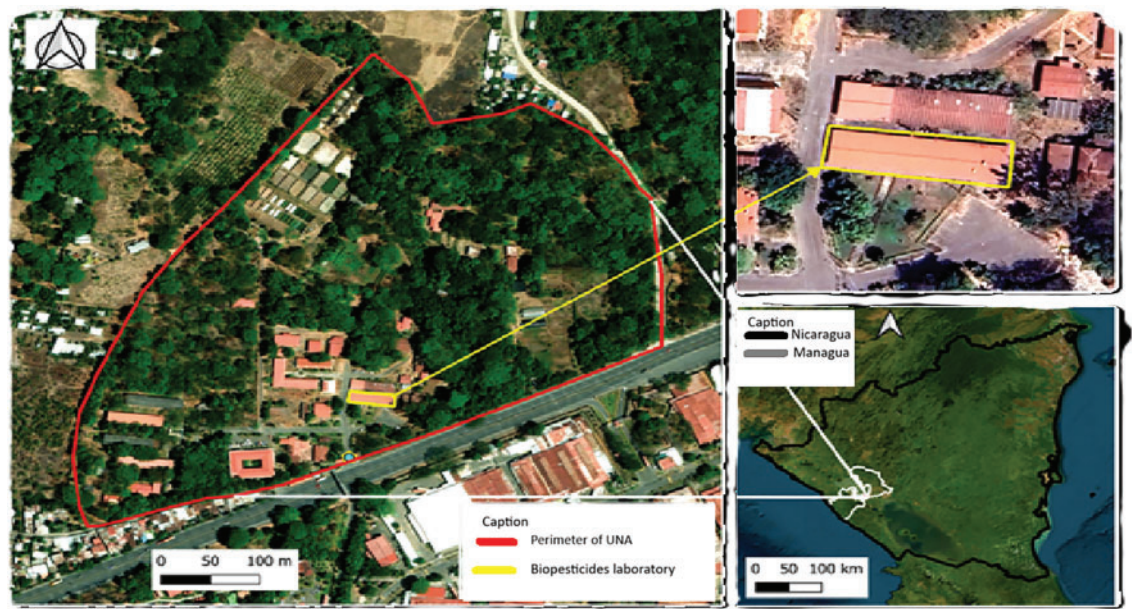 Caption
Nicaragua
Managua
Caption
Perimeter of UNA
Biopesticides laboratory
0 50 100 m
0 50 100 km